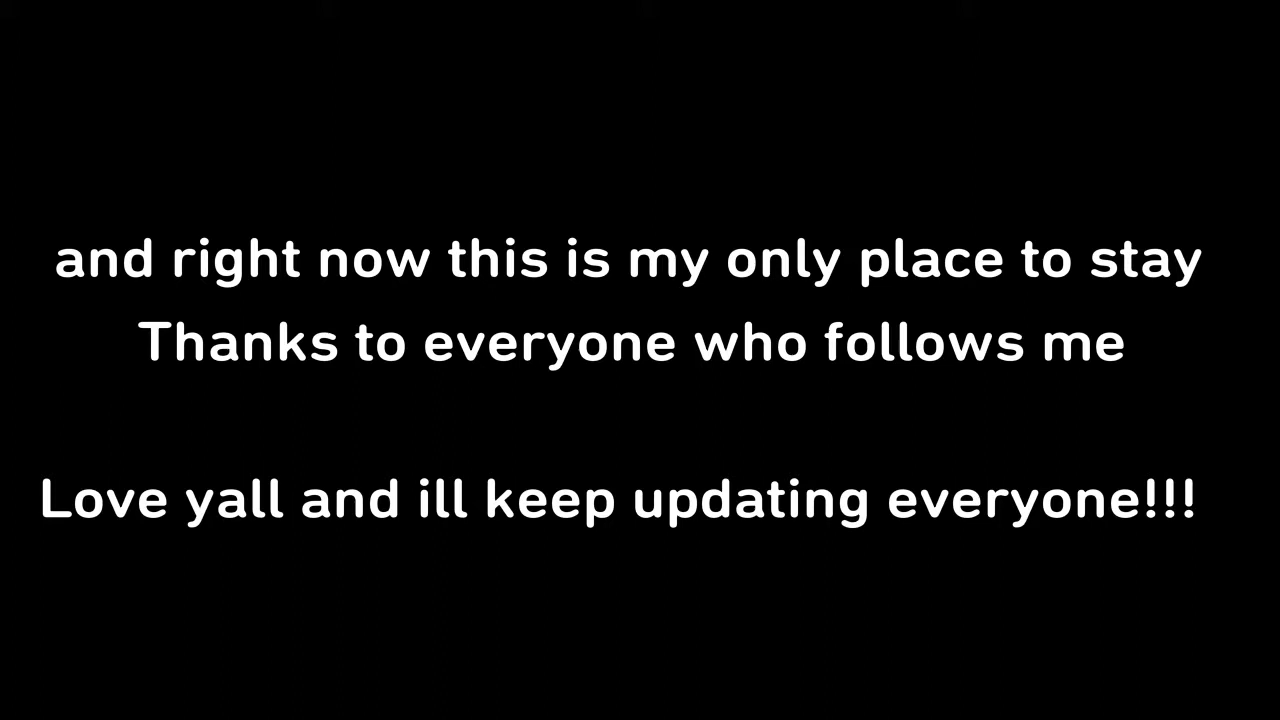 and right now this is my only place to stay
Thanks to everyone who follows me
Love yall and ill keep updating everyone!!!